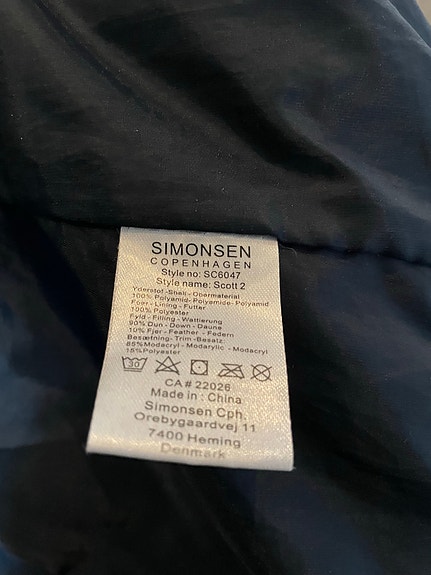 SIMONSEN
COPENHAGEN
Style no: SC6047
Style name: Scott 2
Yderstof -Shell - Obermaterial
100% Polyamid- Polyamide- Polyamid
Foer - Lining - Futter
100% Polyester
Fyld - Filling - Wattierung
90% Dun - Down - Daune
10% Fjer - Feather - Federn
Besætning- Trim - Besatz
85%Modacryl - Modarylic - Modacryl
15%Polyester
30
CA# 22026
Made in : China
Simonsen Cph.
Orebygaardvej 11
7400 Herning
Denmark